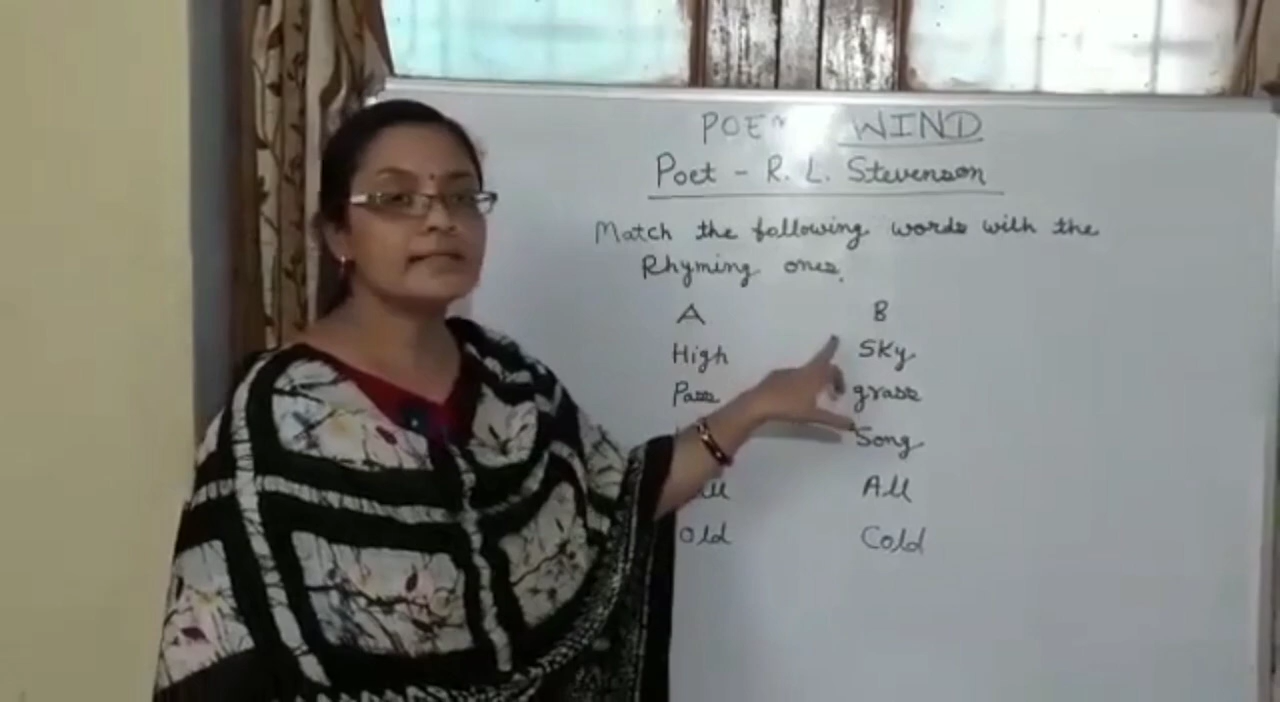 WIND
Poet - R. L. Stevenson
Match the following words with the
Rhyming ones.
A B
High Sky
Pass grass
Song
All
Old Cold